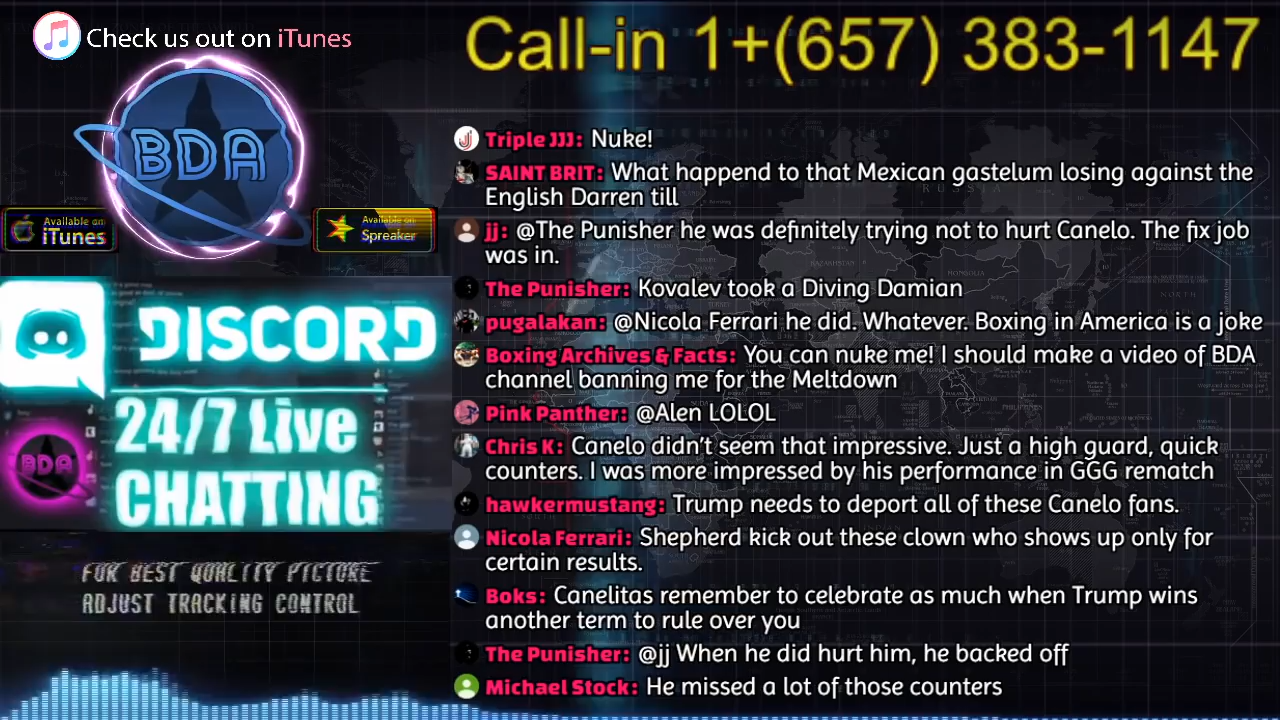 Check us out on iTunes
Call-in 1+(657) 383-1147
BDA
Available on
iTunes
Available on
Spreaker
DISCORD
24/7 Live
CHATTING
BDA
FOR BEST QUALITY PICTURE
ADJUST TRACKING CONTROL
Triple JJJ: Nuke!
SAINT BRIT: What happend to that Mexican gastelum losing against the
English Darren till
jj: @The Punisher he was definitely trying not to hurt Canelo. The fix job
was in.
The Punisher: Kovalev took a Diving Damian
pugalakan: @Nicola Ferrari he did. Whatever. Boxing in America is a joke
Boxing Archives & Facts: You can nuke me! I should make a video of BDA
channel banning me for the Meltdown
Pink Panther: @Alen LOLOL
Chris K: Canelo didn't seem that impressive. Just a high guard, quick
counters. I was more impressed by his performance in GGG rematch
hawkermustang: Trump needs to deport all of these Canelo fans.
Nicola Ferrari: Shepherd kick out these clown who shows up only for
certain results.
Boks: Canelitas remember to celebrate as much when Trump wins
another term to rule over you
The Punisher: @jj When he did hurt him, he backed off
Michael Stock: He missed a lot of those counters